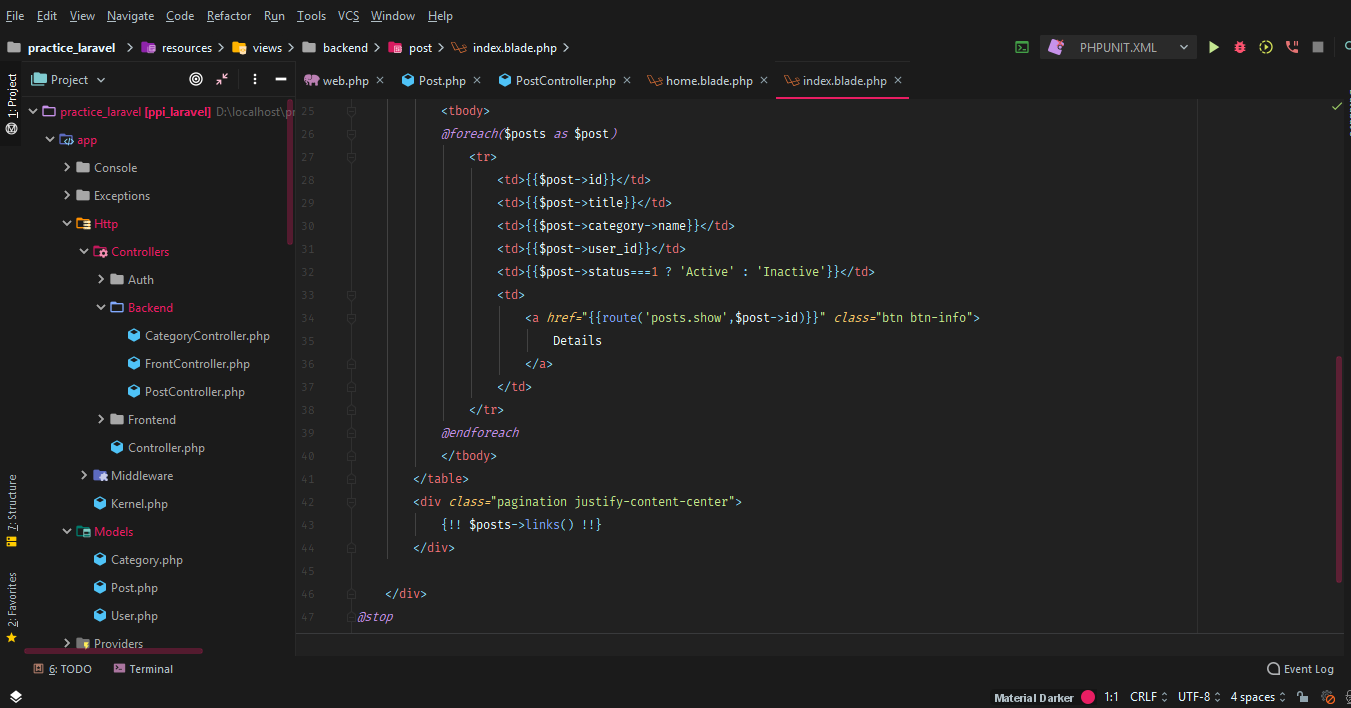 File Edit View Navigate Code Refactor Run Tools VCS Window Help
practice_laravel resources views backend post index.blade.php PHPUNIT.XML
1: Project
Project
web.php Post.php PostController.php home.blade.php index.blade.php
practice_laravel [ppi_laravel] D:\localhost\pr
app
Console
Exceptions
Http
Controllers
Auth
Backend
CategoryController.php
FrontController.php
PostController.php
Frontend
Controller.php
Middleware
Kernel.php
Models
Category.php
Post.php
User.php
Providers
7: Structure
2: Favorites
25 <tbody>
26 @foreach($posts as $post)
27 <tr>
28 <td>{{$post->id}}</td>
29 <td>{{$post->title}}</td>
30 <td>{{$post->category->name}}</td>
31 <td>{{$post->user_id}}</td>
32 <td>{{$post->status===1 ? 'Active' : 'Inactive'}}</td>
33 <td>
34 <a href="{{route('posts.show',$post->id)}}" class="btn btn-info">
35 Details
36 </a>
37 </td>
38 </tr>
39 @endforeach
40 </tbody>
41 </table>
42 <div class="pagination justify-content-center">
43 {!! $posts->links() !!}
44 </div>
45
46 </div>
47 @stop
6: TODO Terminal Event Log
Material Darker 1:1 CRLF UTF-8 4 spaces